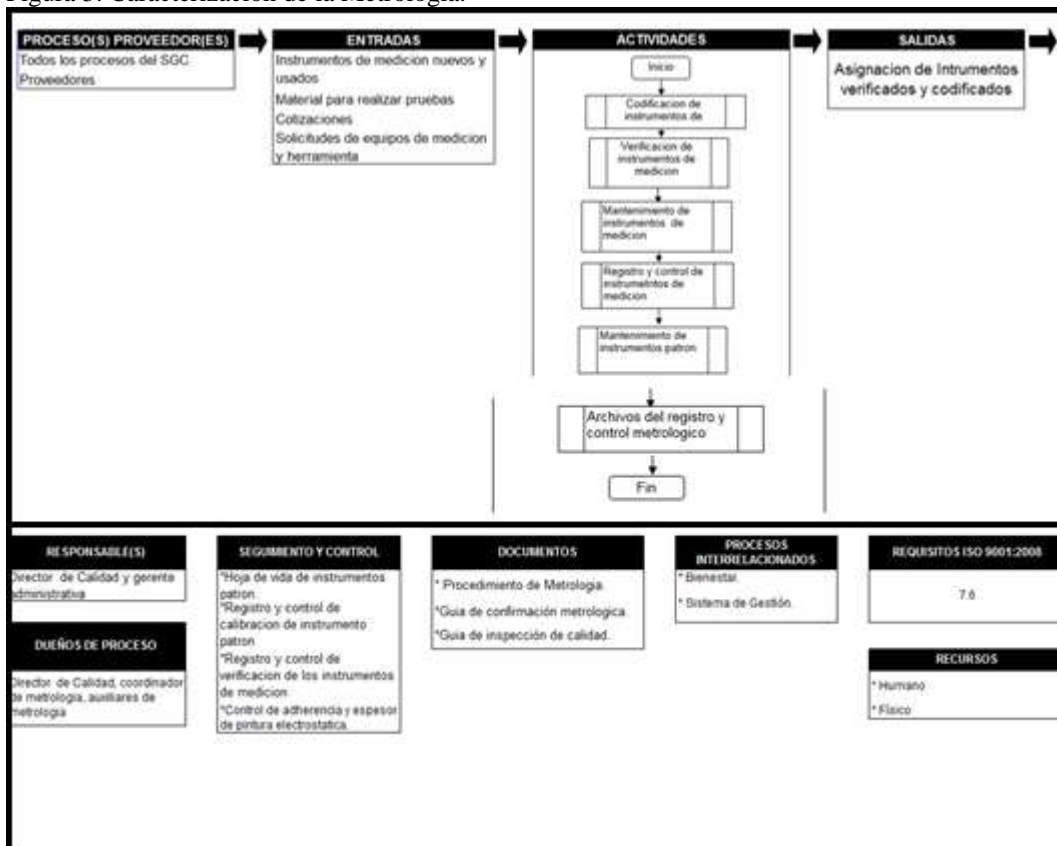 Figura 5. Caracterización de la Metrología.
PROCESO(S) PROVEEDOR(ES)
Todos los procesos del SGC
Proveedores
ENTRADAS
Instrumentos de medicion nuevos y
usados
Material para realizar pruebas
Cotizaciones
Solicitudes de equipos de medicion
y herramienta
ACTIVIDADES
Inicio
Codificacion de
instrumentos de
Verificacion de
instrumentos de
medicion
Mantenimiento de
instrumentos de
medicion
Registro y control de
instrumelntos de
medicion
Mantenimiento de
instrumentos patron
Archivos del registro y
control metrologico
Fin
SALIDAS
Asignacion de Intrumentos
verificados y codificados
RESPONSABLE(S)
Director de Calidad y gerente
administrativa
DUEÑOS DE PROCESO
Director de Calidad, coordinador
de metrología, auxiliares de
metrologia
SEGUIMIENTO Y CONTROL
*Hoja de vida de instrumentos
patron.
*Registro y control de
calibracion de instrumento
patron
*Registro y control de
verificacion de los instrumentos
de medicion
*Control de adherencia y espesor
de pintura electrostatica.
DOCUMENTOS
* Procedimiento de Metrologia.
*Guia de confirmación metrologica.
*Guia de inspección de calidad.
PROCESOS
INTERRELACIONADOS
* Bienestar.
* Sistema de Gestión.
REQUISITOS ISO 9001:2008
7.6
RECURSOS
* Humano
* Físico